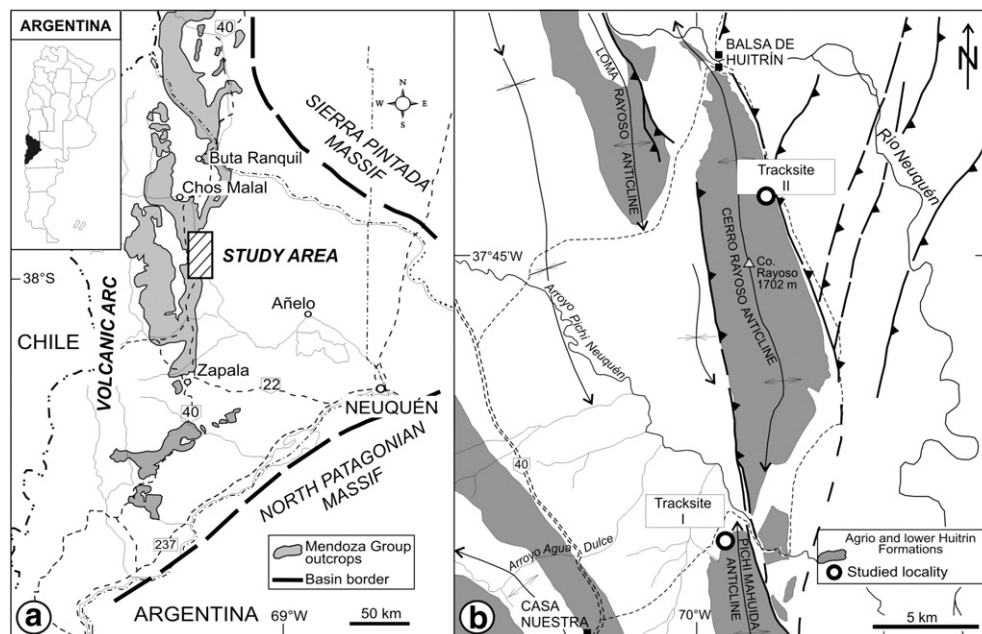 ARGENTINA
40
SIERRA PINTADA
MASSIF
N
W
E
S
Buta Ranquil
Chos Malal
STUDY AREA
38°S
Añelo
CHILE
VOLCANIC ARC
Zapala
22
NEUQUÉN
40
NORTH PATAGONIAN
MASSIF
237
Mendoza Group
outcrops
Basin border
a
ARGENTINA
69°W
50 km
BALSA DE
HUITRÍN
N
LOMA RAYOSO ANTICLINE
Río Neuquén
Tracksite
II
CERRO RAYOSO ANTICLINE
37°45'W
Co.
Rayoso
1702 m
Arroyo Pichi Neuquén
40
Tracksite
I
Arroyo Agua Dulce
PICHI MAHUIDA
ANTICLINE
Agrio and lower Huitrin
Formations
Studied locality
CASA
NUESTRA
b
70°W
5 km